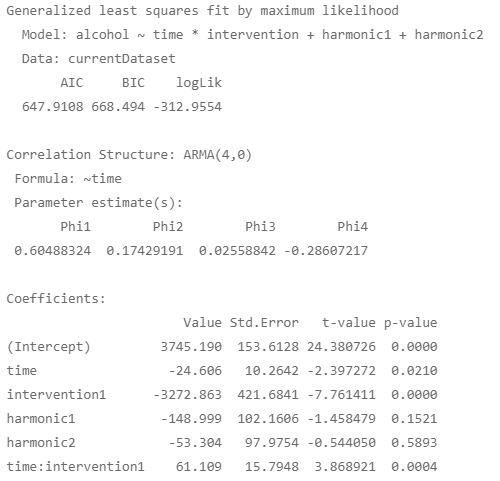 Generalized least squares fit by maximum likelihood
Model: alcohol ~ time * intervention + harmonic1 + harmonic2
Data: currentDataset
AIC BIC logLik
647.9108 668.494 -312.9554
Correlation Structure: ARMA(4,0)
Formula: ~time
Parameter estimate(s):
Phi1 Phi2 Phi3 Phi4
0.60488324 0.17429191 0.02558842 -0.28607217
Coefficients:
Value Std.Error t-value p-value
(Intercept) 3745.190 153.6128 24.380726 0.0000
time -24.606 10.2642 -2.397272 0.0210
intervention1 -3272.863 421.6841 -7.761411 0.0000
harmonic1 -148.999 102.1606 -1.458479 0.1521
harmonic2 -53.304 97.9754 -0.544050 0.5893
time:intervention1 61.109 15.7948 3.868921 0.0004